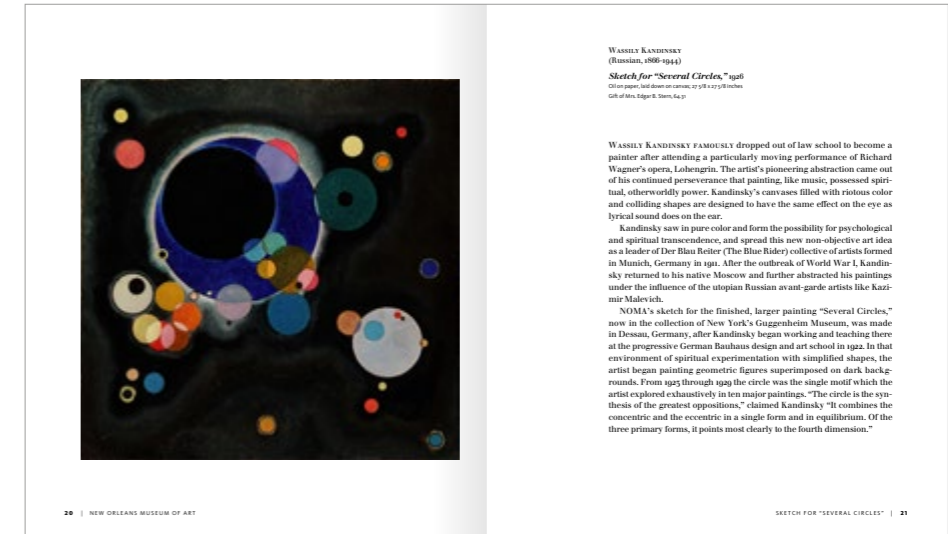 WASSILY KANDINSKY
(Russian, 1866-1944)
Sketch for “Several Circles,” 1926
Oil on paper, laid down on canvas; 27 5/8 x 27 5/8 inches
Gift of Mrs. Edgar B. Stern, 64.31
WASSILY KANDINSKY FAMOUSLY dropped out of law school to become a
painter after attending a particularly moving performance of Richard
Wagner’s opera, Lohengrin. The artist’s pioneering abstraction came out
of his continued perseverance that painting, like music, possessed spiri-
tual, otherworldly power. Kandinsky’s canvases filled with riotous color
and colliding shapes are designed to have the same effect on the eye as
lyrical sound does on the ear.
Kandinsky saw in pure color and form the possibility for psychological
and spiritual transcendence, and spread this new non-objective art idea
as a leader of Der Blau Reiter (The Blue Rider) collective of artists formed
in Munich, Germany in 1911. After the outbreak of World War I, Kandin-
sky returned to his native Moscow and further abstracted his paintings
under the influence of the utopian Russian avant-garde artists like Kazi-
mir Malevich.
NOMA’s sketch for the finished, larger painting “Several Circles,”
now in the collection of New York’s Guggenheim Museum, was made
in Dessau, Germany, after Kandinsky began working and teaching there
at the progressive German Bauhaus design and art school in 1922. In that
environment of spiritual experimentation with simplified shapes, the
artist began painting geometric figures superimposed on dark backg-
rounds. From 1925 through 1929 the circle was the single motif which the
artist explored exhaustively in ten major paintings. “The circle is the syn-
thesis of the greatest oppositions,” claimed Kandinsky “It combines the
concentric and the eccentric in a single form and in equilibrium. Of the
three primary forms, it points most clearly to the fourth dimension.”
20 | NEW ORLEANS MUSEUM OF ART
SKETCH FOR “SEVERAL CIRCLES” | 21